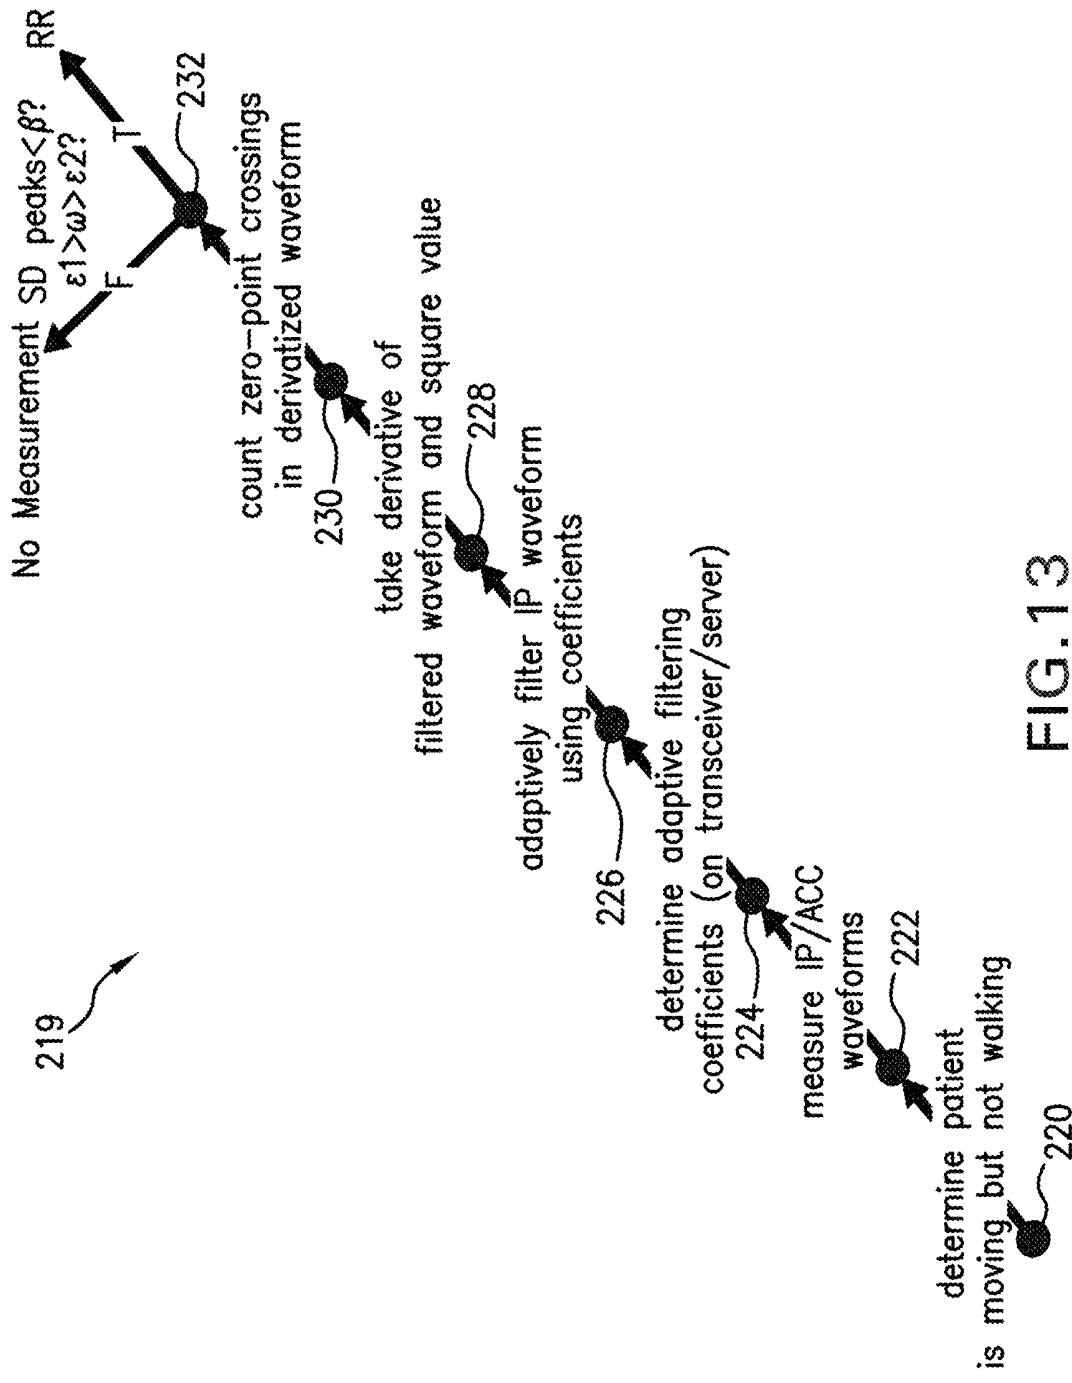 219
No Measurement
SD peaks<β?
ε1>ω>ε2?
RR
F
T
232
count zero-point crossings
in derivatized waveform
230
take derivative of
filtered waveform and square value
228
adaptively filter IP waveform
using coefficients
226
determine adaptive filtering
coefficients (on transceiver/server)
224
measure IP/ACC
waveforms
222
determine patient
is moving but not walking
220
FIG.13